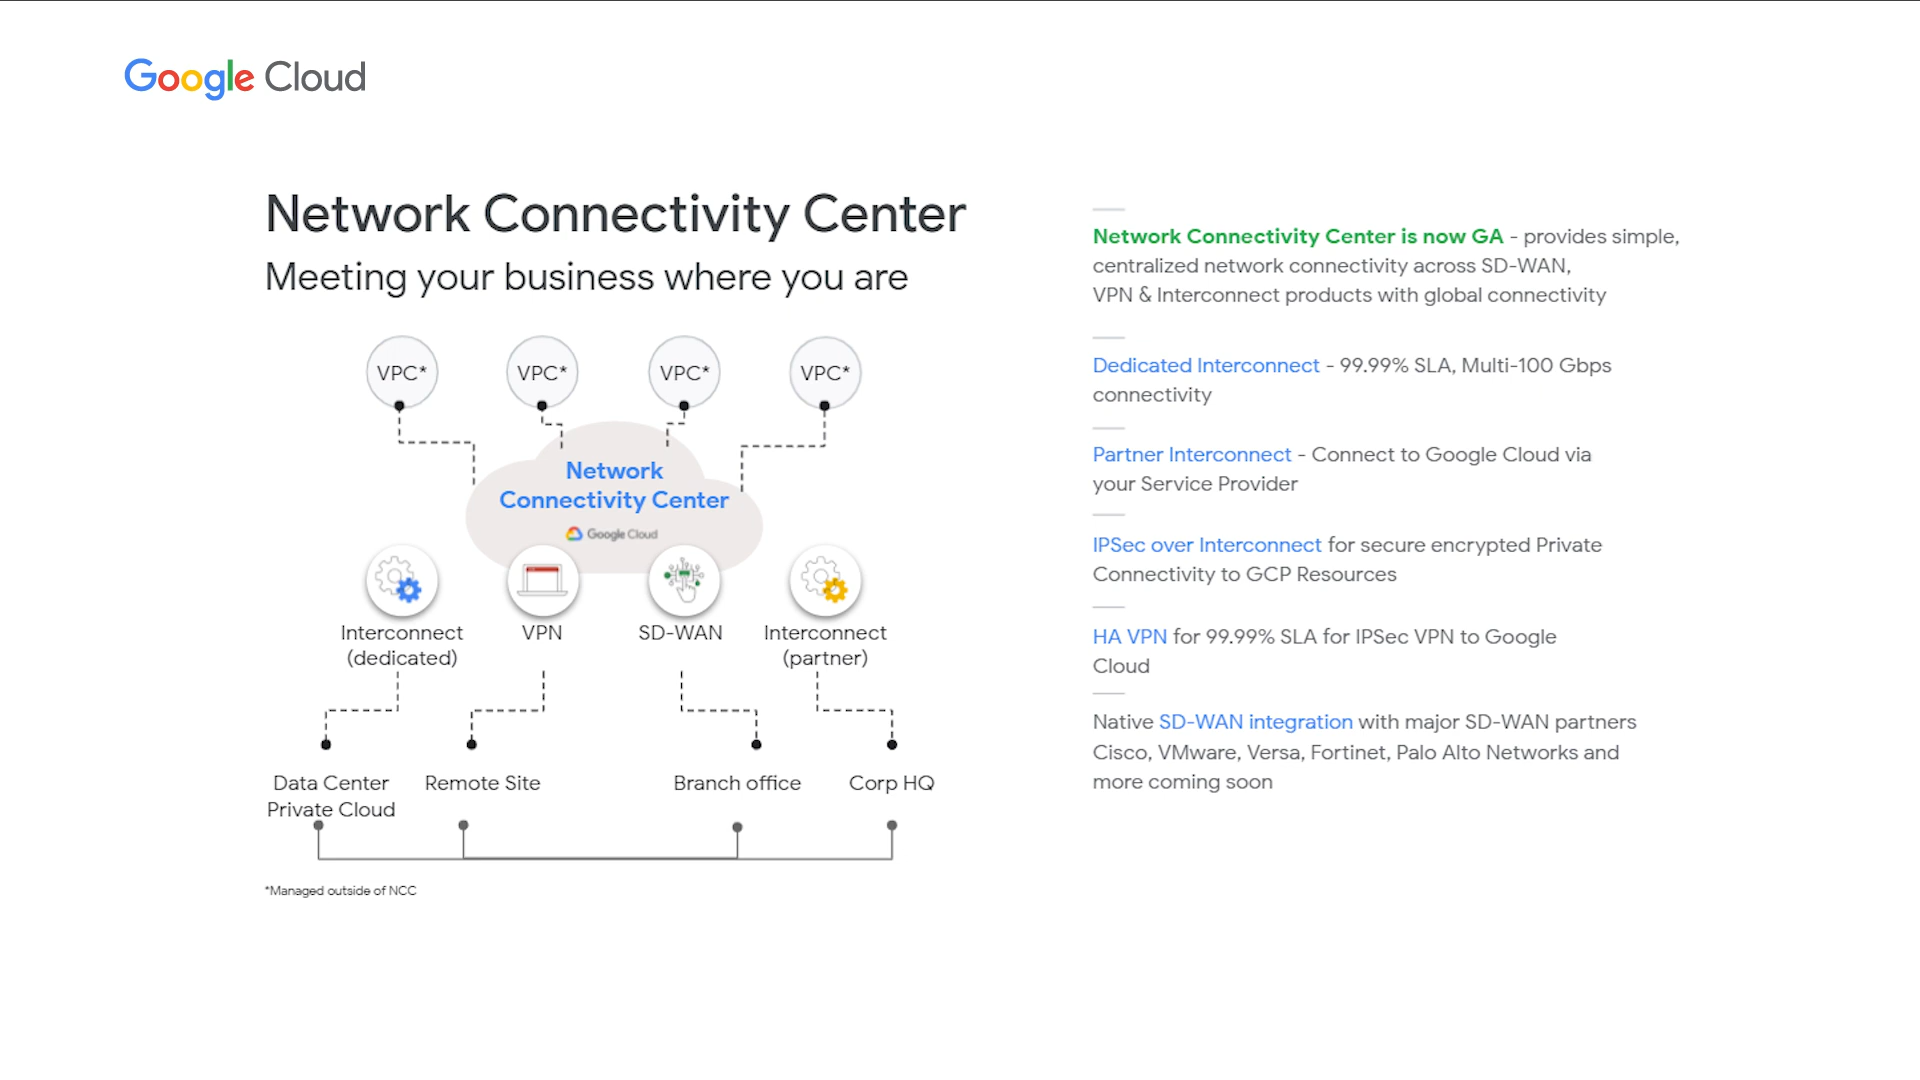 Google Cloud
Network Connectivity Center
Meeting your business where you are
VPC* VPC* VPC* VPC*
Network
Connectivity Center
Google Cloud
Interconnect
(dedicated)
VPN
SD-WAN
Interconnect
(partner)
Data Center
Private Cloud
Remote Site
Branch office
Corp HQ
*Managed outside of NCC
Network Connectivity Center is now GA - provides simple,
centralized network connectivity across SD-WAN,
VPN & Interconnect products with global connectivity
Dedicated Interconnect - 99.99% SLA, Multi-100 Gbps
connectivity
Partner Interconnect - Connect to Google Cloud via
your Service Provider
IPSec over Interconnect for secure encrypted Private
Connectivity to GCP Resources
HA VPN for 99.99% SLA for IPSec VPN to Google
Cloud
Native SD-WAN integration with major SD-WAN partners
Cisco, VMware, Versa, Fortinet, Palo Alto Networks and
more coming soon